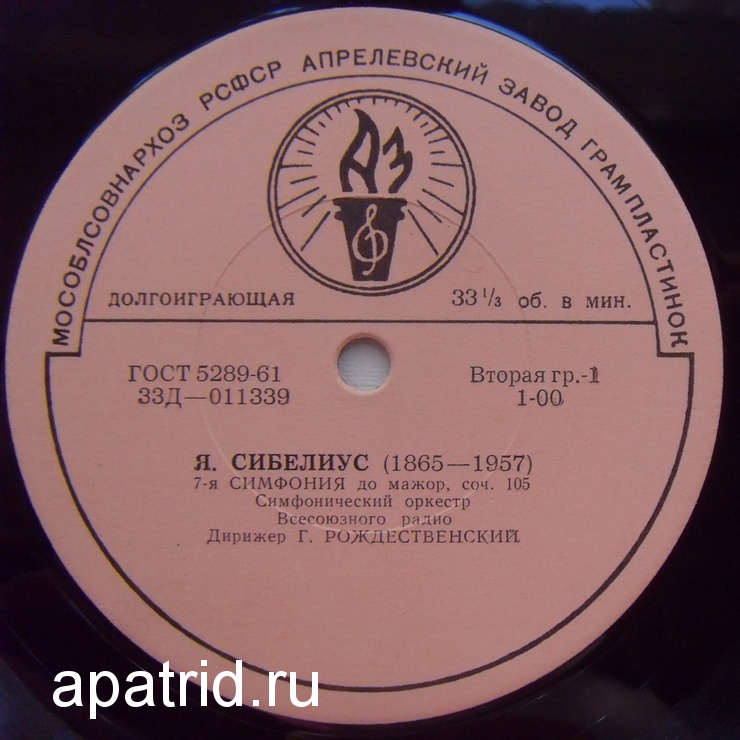 МОСОБЛСОВНАРХОЗ РСФСР АПРЕЛЕВСКИЙ ЗАВОД ГРАМПЛАСТИНОК
АЗ
ДОЛГОИГРАЮЩАЯ 33 1/3 об. в мин.
ГОСТ 5289-61 Вторая гр.-1
33Д—011339 1-00
Я. СИБЕЛИУС (1865—1957)
7-я СИМФОНИЯ до мажор, соч. 105
Симфонический оркестр
Всесоюзного радио
Дирижер Г. РОЖДЕСТВЕНСКИЙ
apatrid.ru